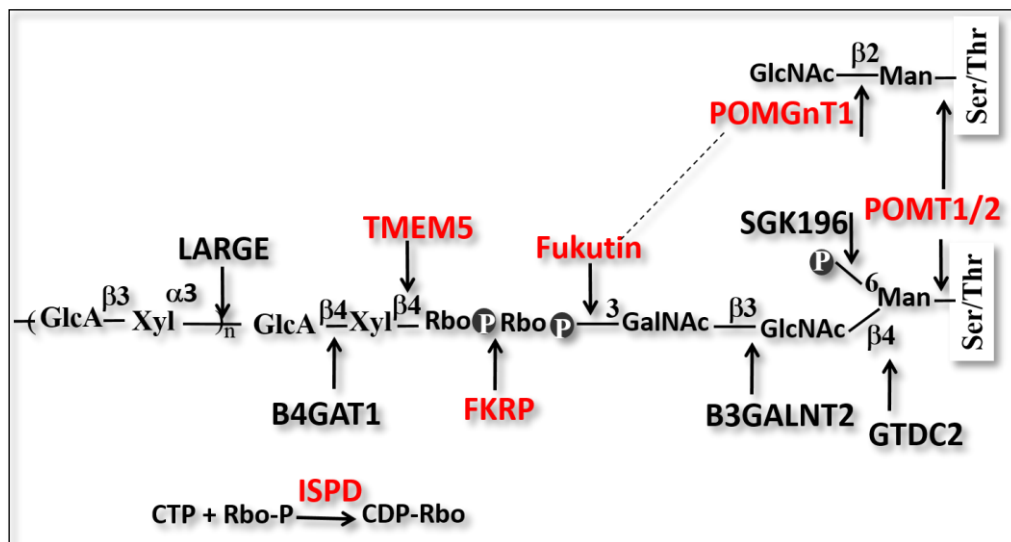 GlcNAc β2 Man Ser/Thr
POMGnT1
SGK196 POMT1/2
TMEM5 Fukutin
LARGE
P
6
GlcA β3 Xyl α3 n GlcA β4 Xyl β4 Rbo P Rbo P 3 GalNAc β3 GlcNAc β4 Man Ser/Thr
B4GAT1 FKRP B3GALNT2 GTDC2
ISPD
CTP + Rbo-P CDP-Rbo